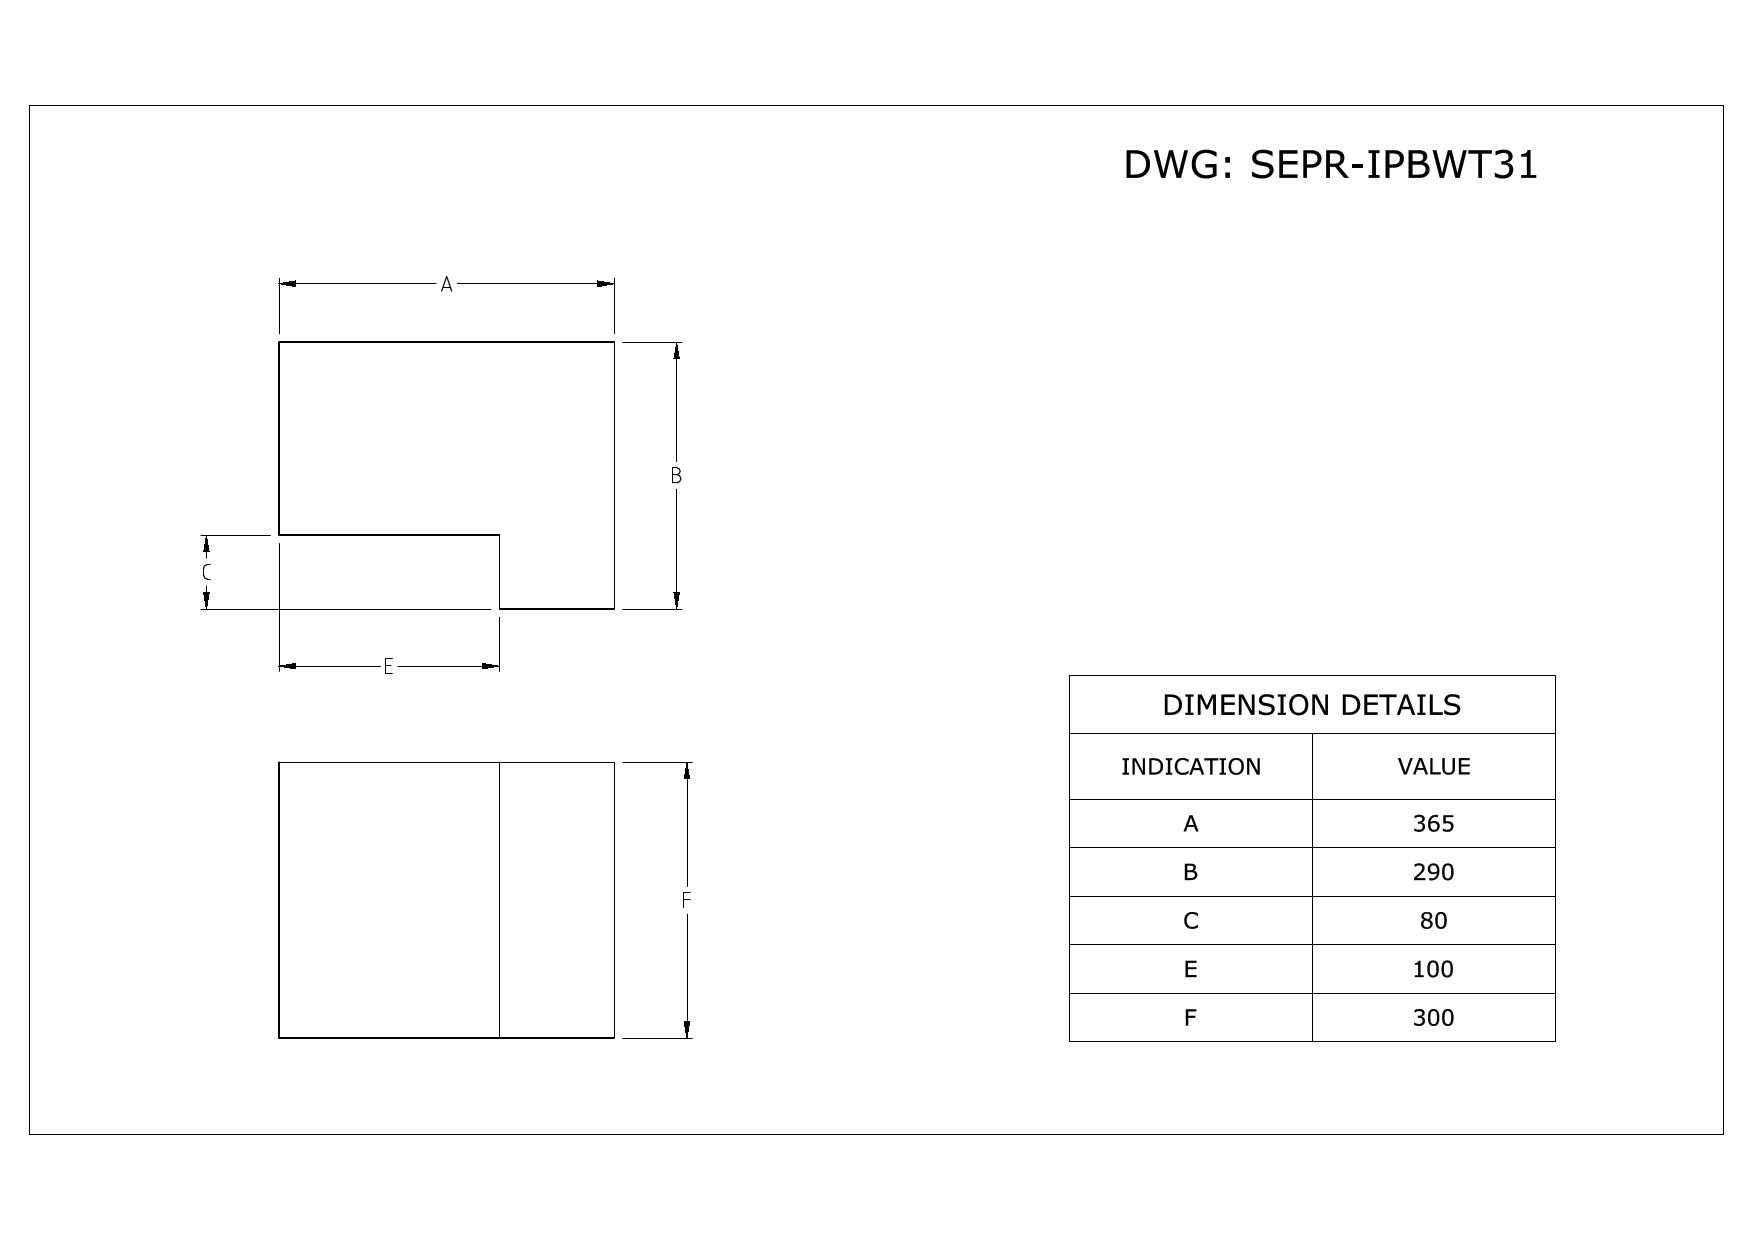 DWG: SEPR-IPBWT31
A
B
C
E
F
DIMENSION DETAILS
INDICATION VALUE
A 365
B 290
C 80
E 100
F 300